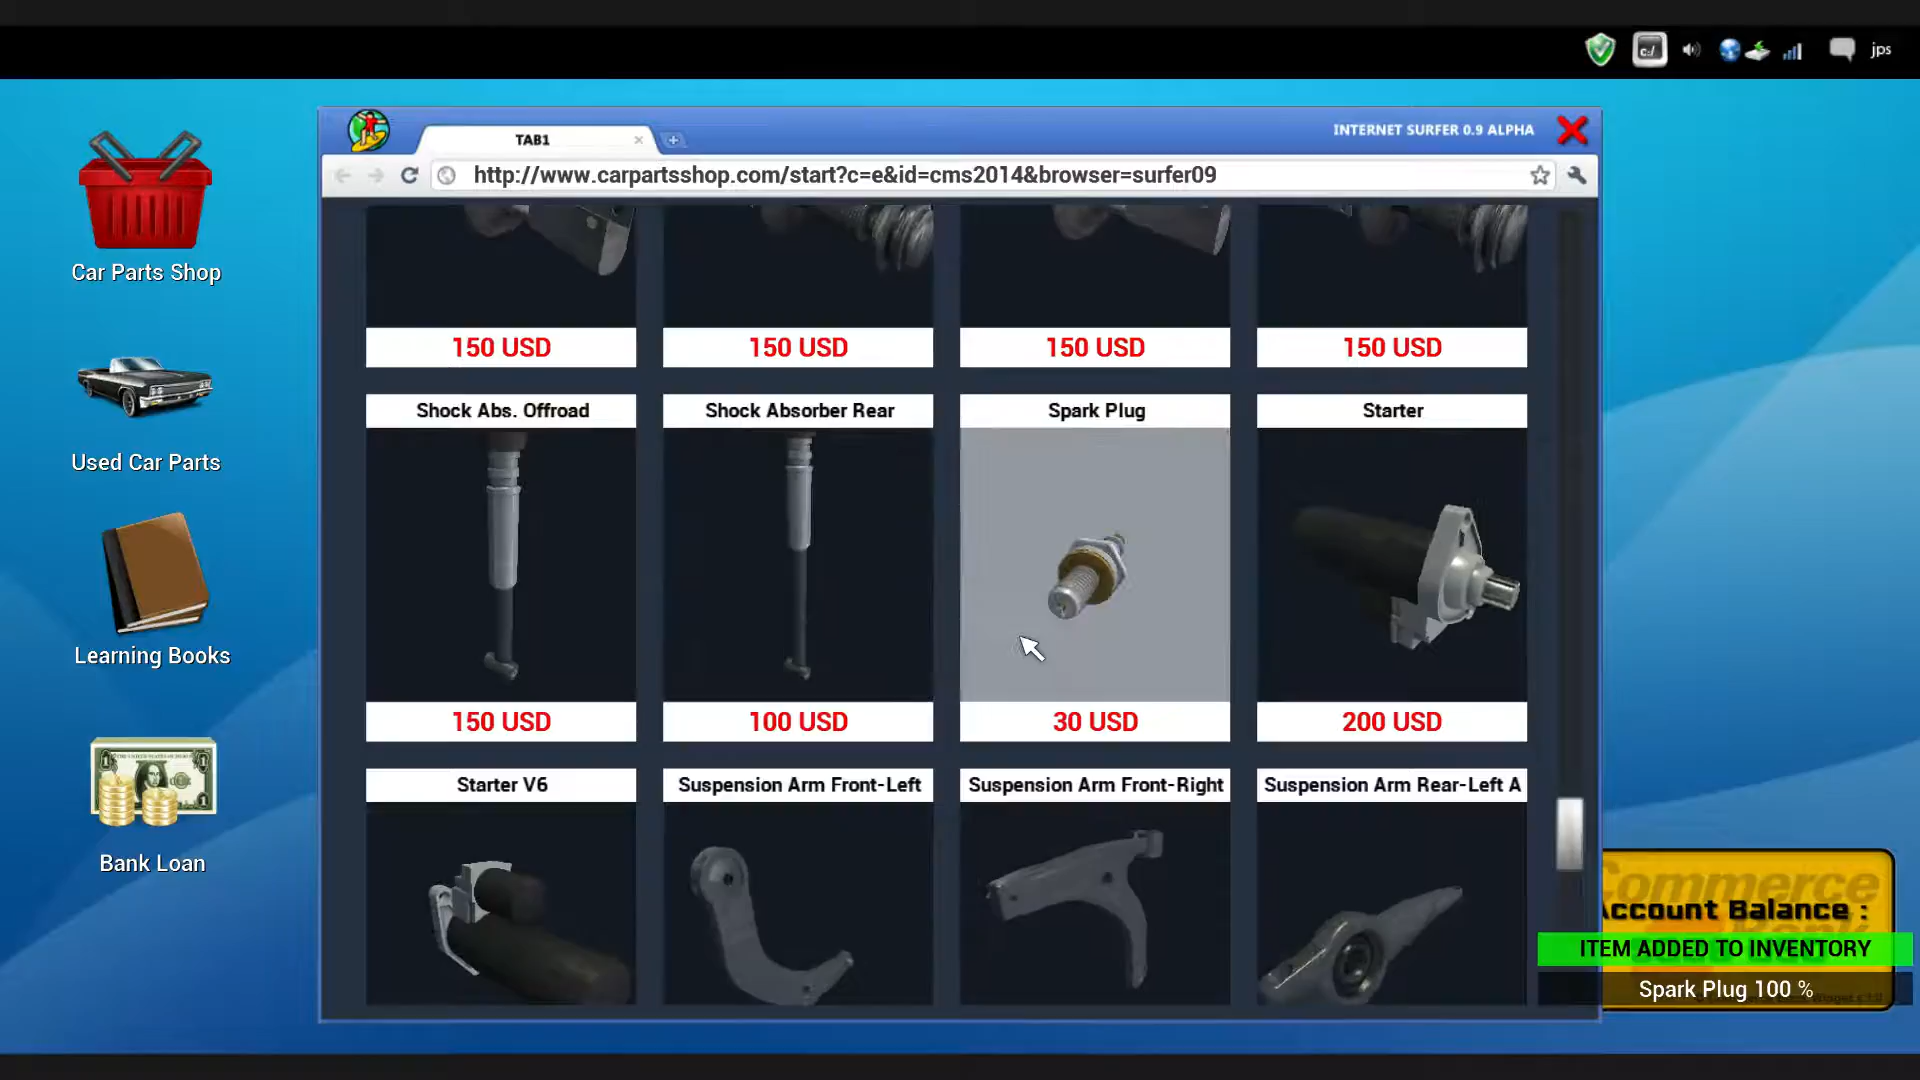 jps
INTERNET SURFER 0.9 ALPHA
TAB1
http://www.carpartsshop.com/start?c=e&id=cms2014&browser=surfer09
Car Parts Shop
Used Car Parts
Learning Books
Bank Loan
150 USD
150 USD
150 USD
150 USD
Shock Abs. Offroad
Shock Absorber Rear
Spark Plug
Starter
150 USD
100 USD
30 USD
200 USD
Starter V6
Suspension Arm Front-Left
Suspension Arm Front-Right
Suspension Arm Rear-Left A
Commerce
Account Balance :
ITEM ADDED TO INVENTORY
Spark Plug 100 %